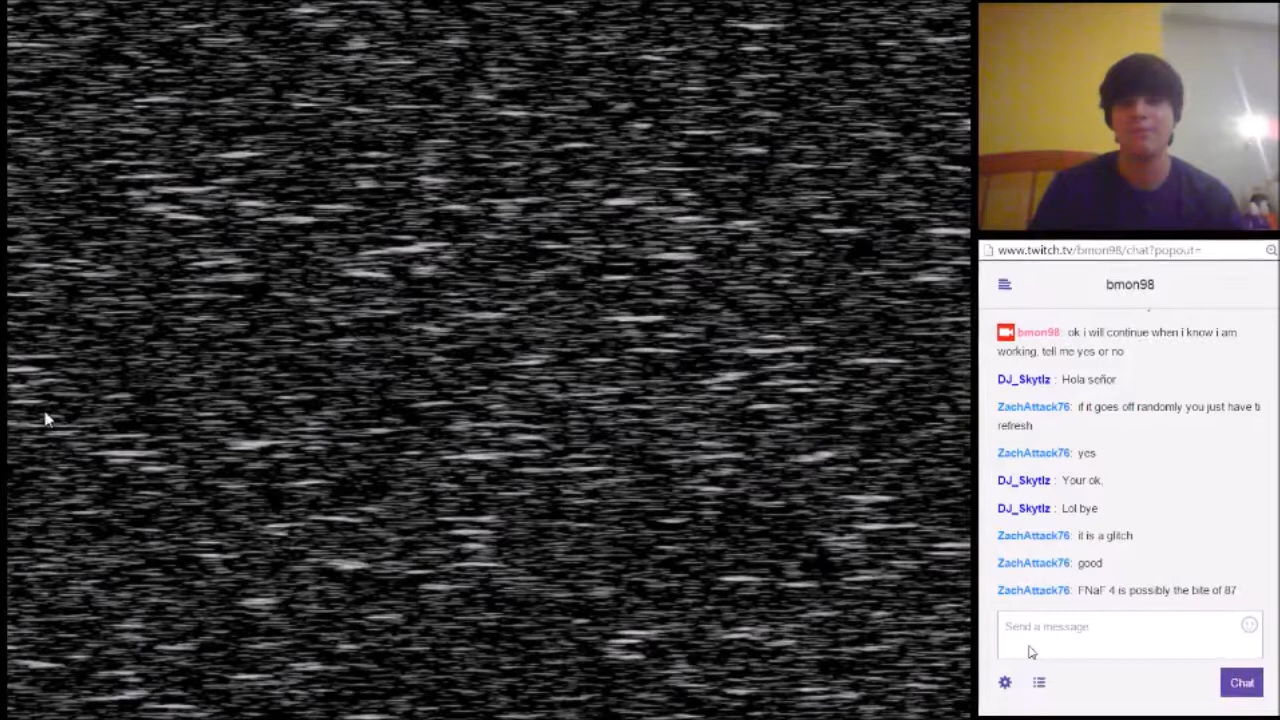 www.twitch.tv/bmon98/chat?popout=
bmon98
bmon98: ok i will continue when i know i am
working, tell me yes or no
DJ_Skytlz : Hola señor
ZachAttack76: if it goes off randomly you just have ti
refresh
ZachAttack76: yes
DJ_Skytlz : Your ok.
DJ_Skytlz : Lol bye
ZachAttack76: it is a glitch
ZachAttack76: good
ZachAttack76: FNaF 4 is possibly the bite of 87
Send a message
Chat